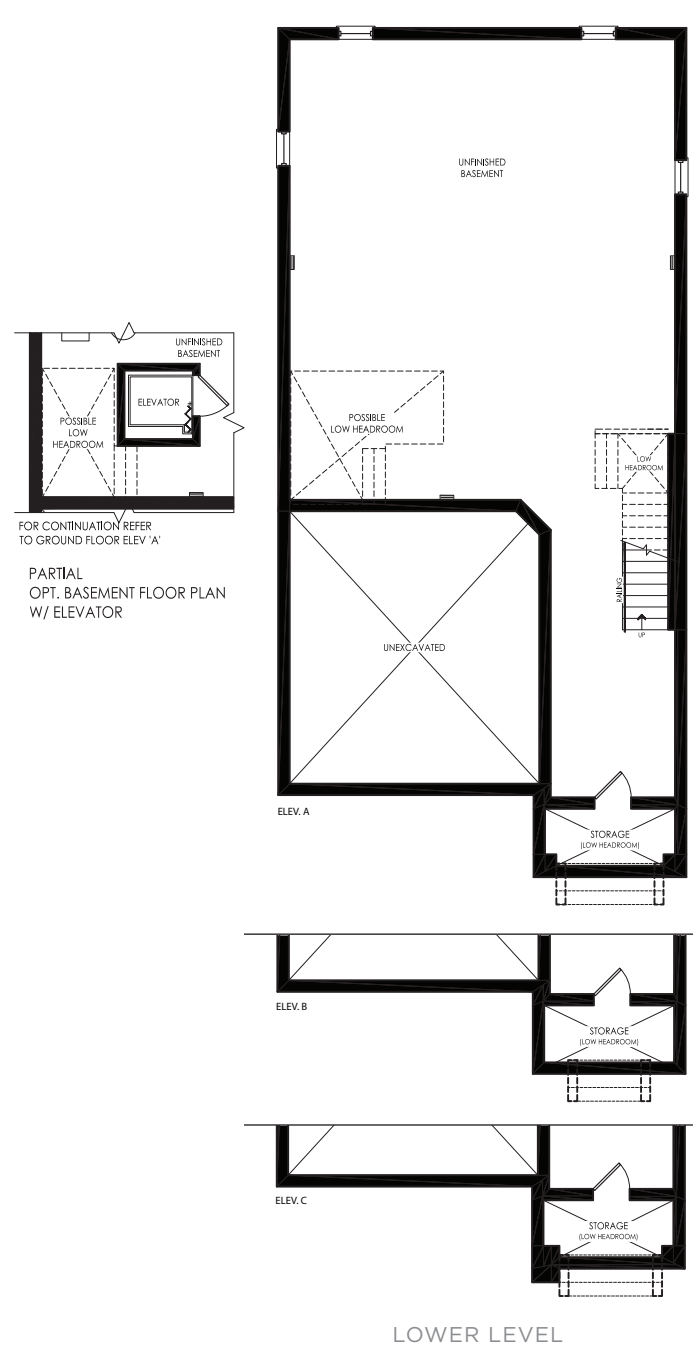 UNFINISHED
BASEMENT
UNFINISHED
BASEMENT
ELEVATOR
POSSIBLE
LOW
HEADROOM
FOR CONTINUATION REFER
TO GROUND FLOOR ELEV 'A'
PARTIAL
OPT. BASEMENT FLOOR PLAN
W/ ELEVATOR
POSSIBLE
LOW HEADROOM
LOW
HEADROOM
RAILING
UP
UNEXCAVATED
ELEV. A
STORAGE
(LOW HEADROOM)
ELEV. B
STORAGE
(LOW HEADROOM)
ELEV. C
STORAGE
(LOW HEADROOM)
LOWER LEVEL